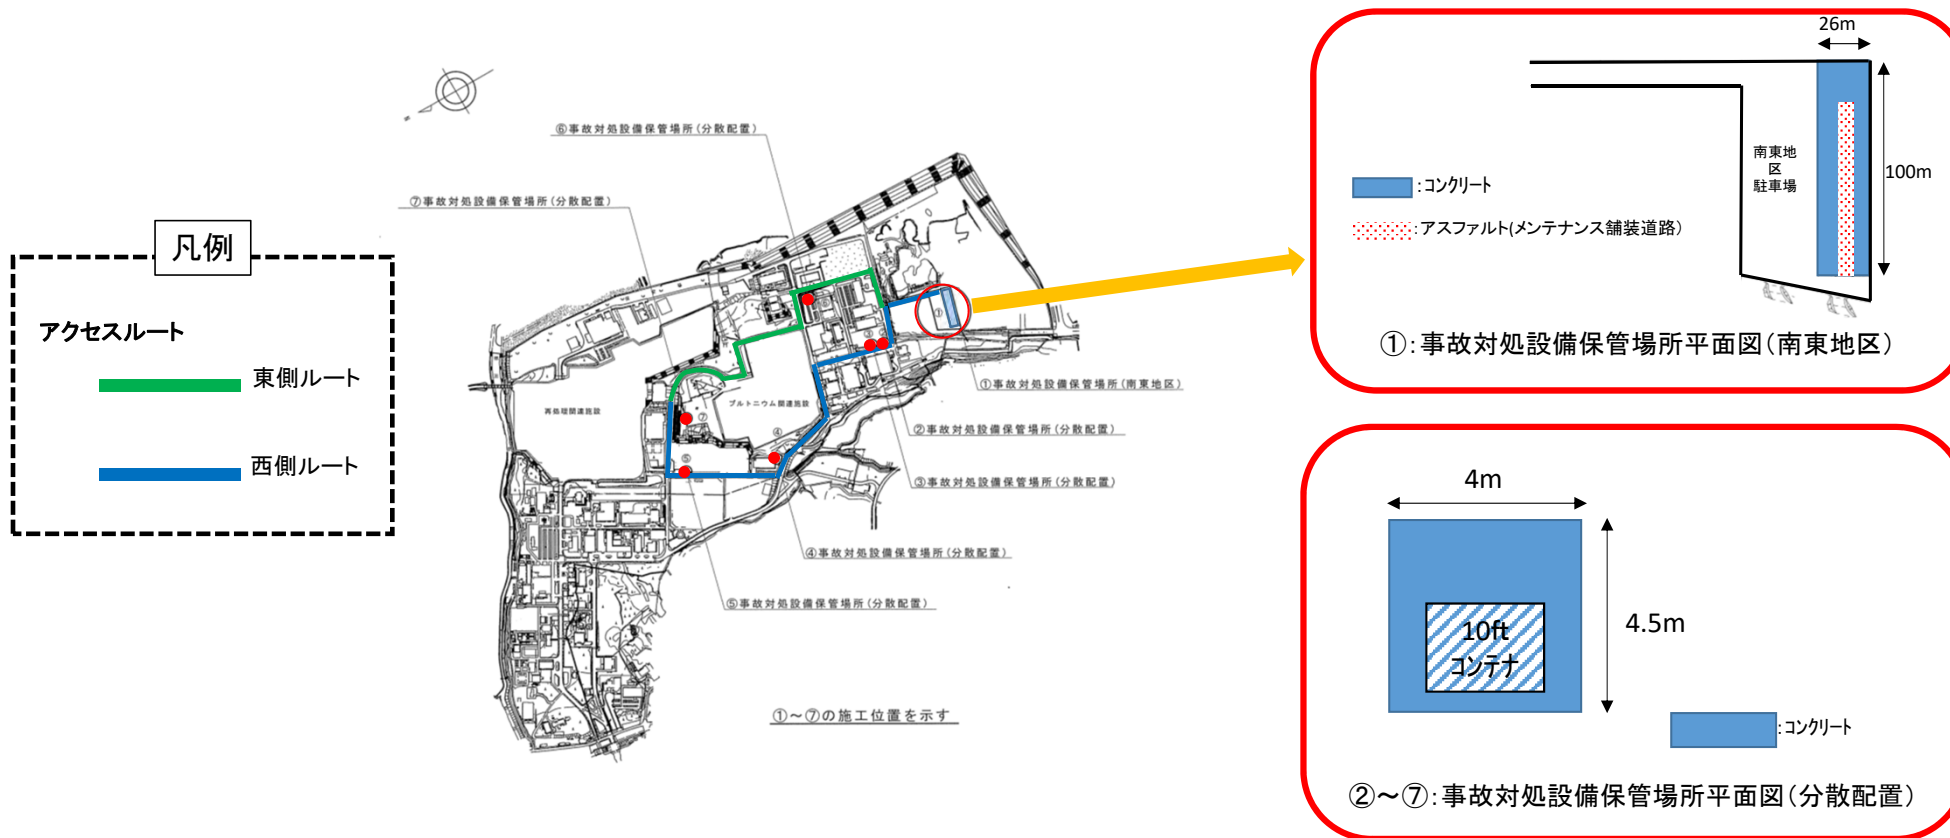 凡例
アクセスルート
東側ルート
西側ルート
⑥事故対処設備保管場所(分散配置)
⑦事故対処設備保管場所(分散配置)
再処理関連施設
プルトニウム関連施設
⑦
④
⑤
①事故対処設備保管場所(南東地区)
②事故対処設備保管場所(分散配置)
③事故対処設備保管場所(分散配置)
④事故対処設備保管場所(分散配置)
⑤事故対処設備保管場所(分散配置)
①～⑦の施工位置を示す
26m
100m
南東地
区
駐車場
:コンクリート
:アスファルト(メンテナンス舗装道路)
①:事故対処設備保管場所平面図(南東地区)
4m
4.5m
10ft
コンテナ
:コンクリート
②～⑦:事故対処設備保管場所平面図(分散配置)